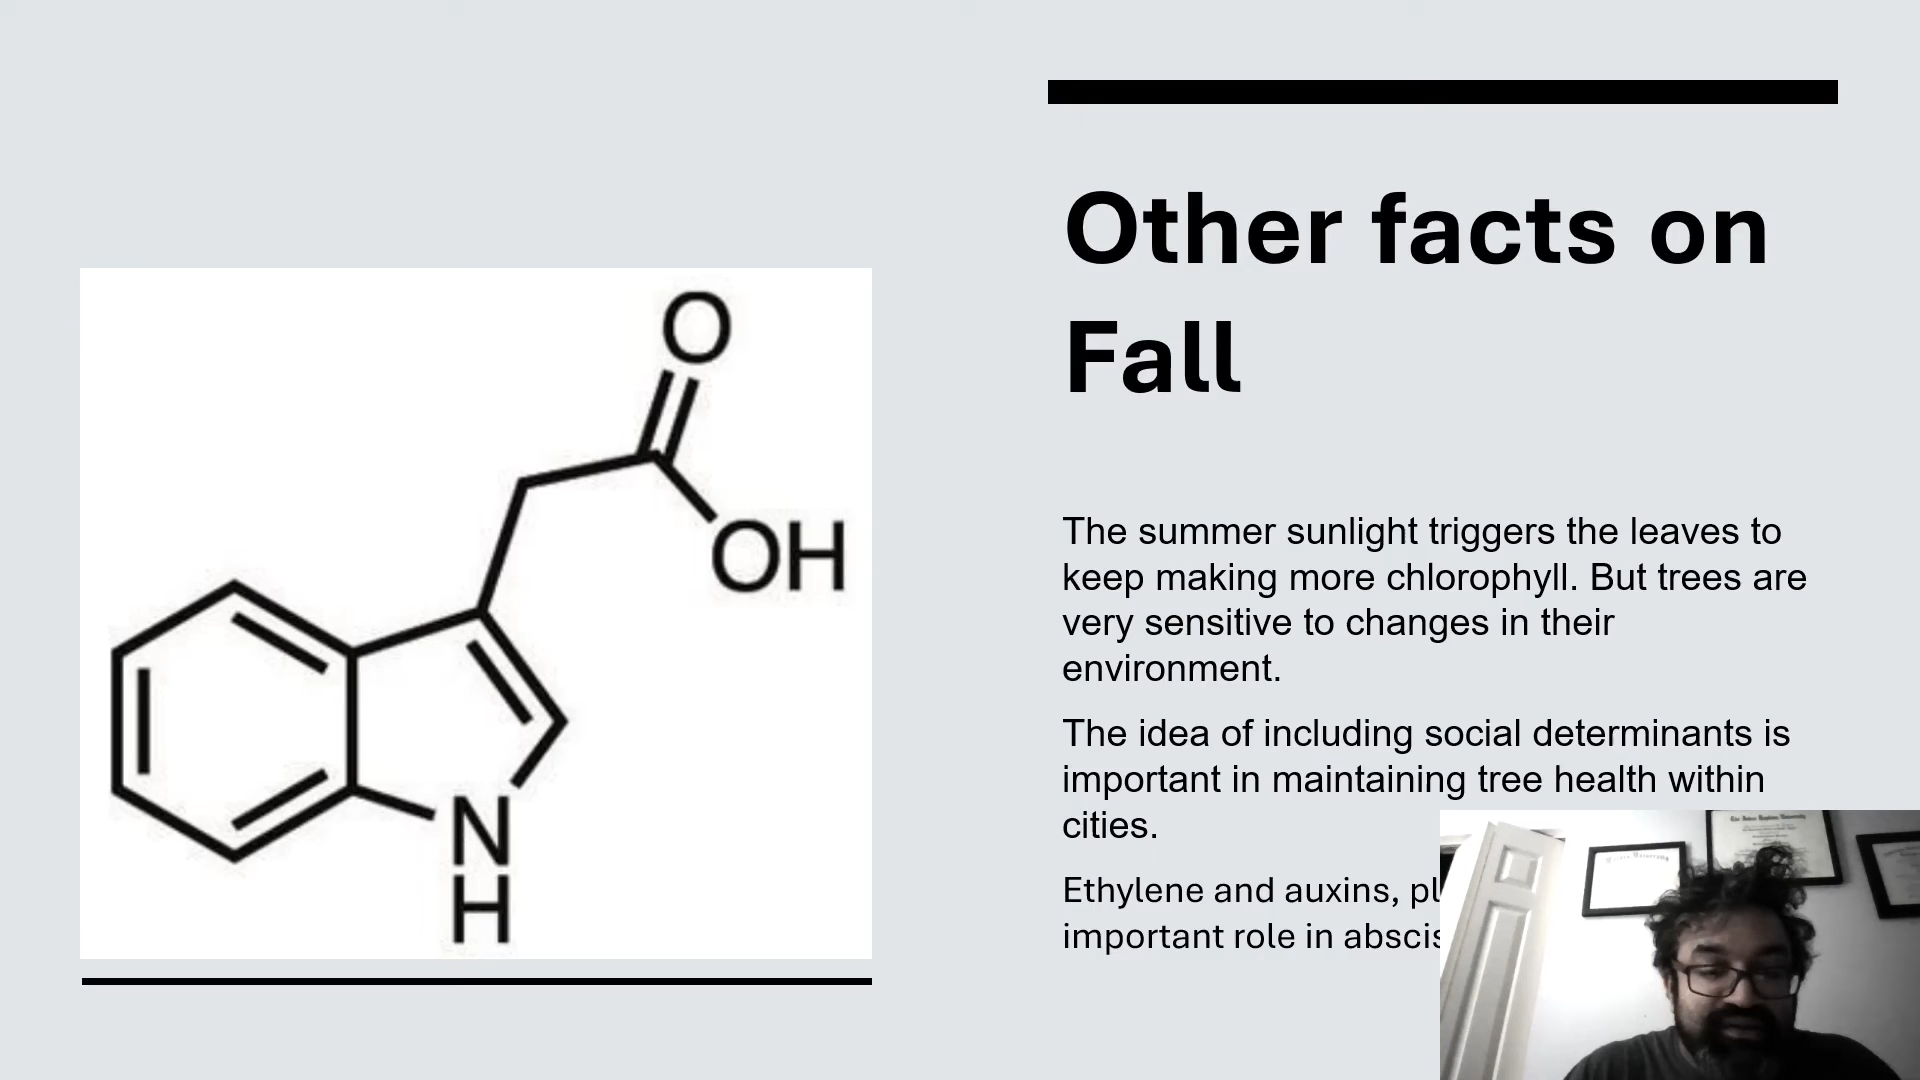 Other facts on
Fall
The summer sunlight triggers the leaves to
keep making more chlorophyll. But trees are
very sensitive to changes in their
environment.
The idea of including social determinants is
important in maintaining tree health within
cities.
Ethylene and auxins,
important role in
O
OH
N
H